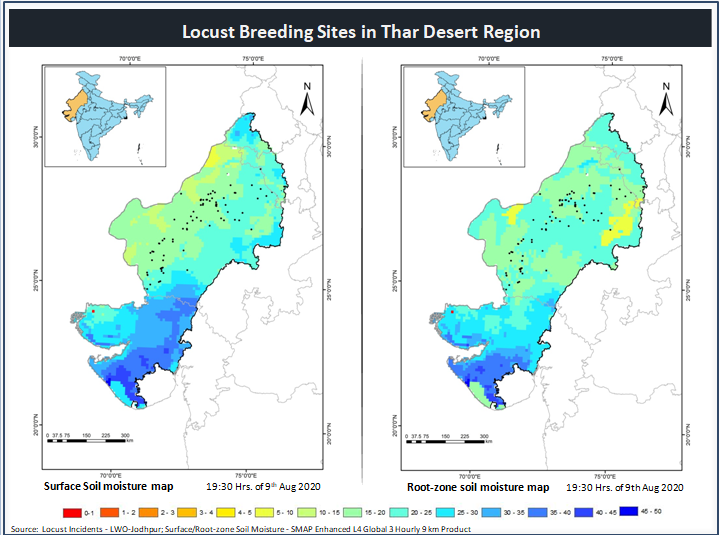 Locust Breeding Sites in Thar Desert Region
70°0'0"E 75°0'0"E
70°0'0"E 75°0'0"E
N
N
30°0'0"N
30°0'0"N
30°0'0"N
30°0'0"N
25°0'0"N
25°0'0"N
25°0'0"N
25°0'0"N
20°0'0"N
20°0'0"N
20°0'0"N
20°0'0"N
0 37.5 75 150 225 300
km
0 37.5 75 150 225 300
km
70°0'0"E 75°0'0"E
70°0'0"E 75°0'0"E
Surface Soil moisture map 19:30 Hrs. of 9th Aug 2020
Root-zone soil moisture map 19:30 Hrs. of 9th Aug 2020
0-1 1 - 2 2 - 3 3 - 4 4 - 5 5 - 10 10 - 15 15 - 20 20 - 25 25 - 30 30 - 35 35 - 40 40 - 45 45 - 50
Source: Locust Incidents - LWO-Jodhpur; Surface/Root-zone Soil Moisture - SMAP Enhanced L4 Global 3 Hourly 9 km Product